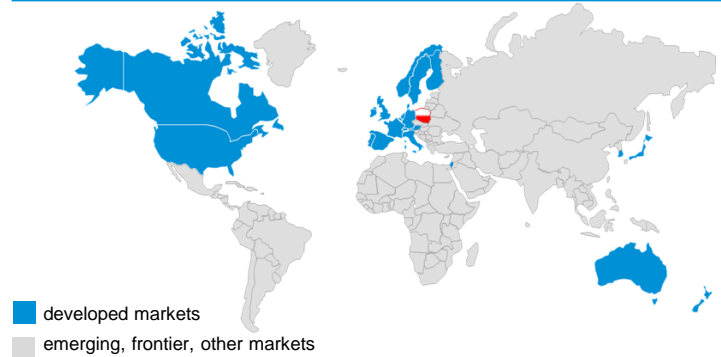 developed markets
emerging, frontier, other markets